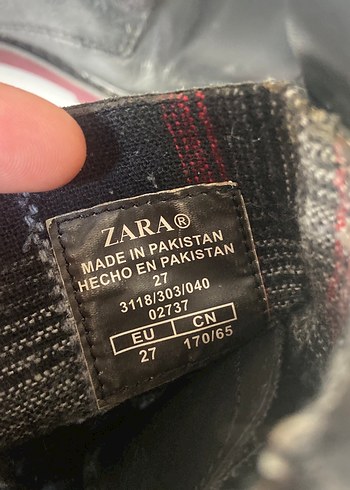 ZARA®
MADE IN PAKISTAN
HECHO EN PAKISTAN
27
3118/303/040
02737
EU CN
27 170/65